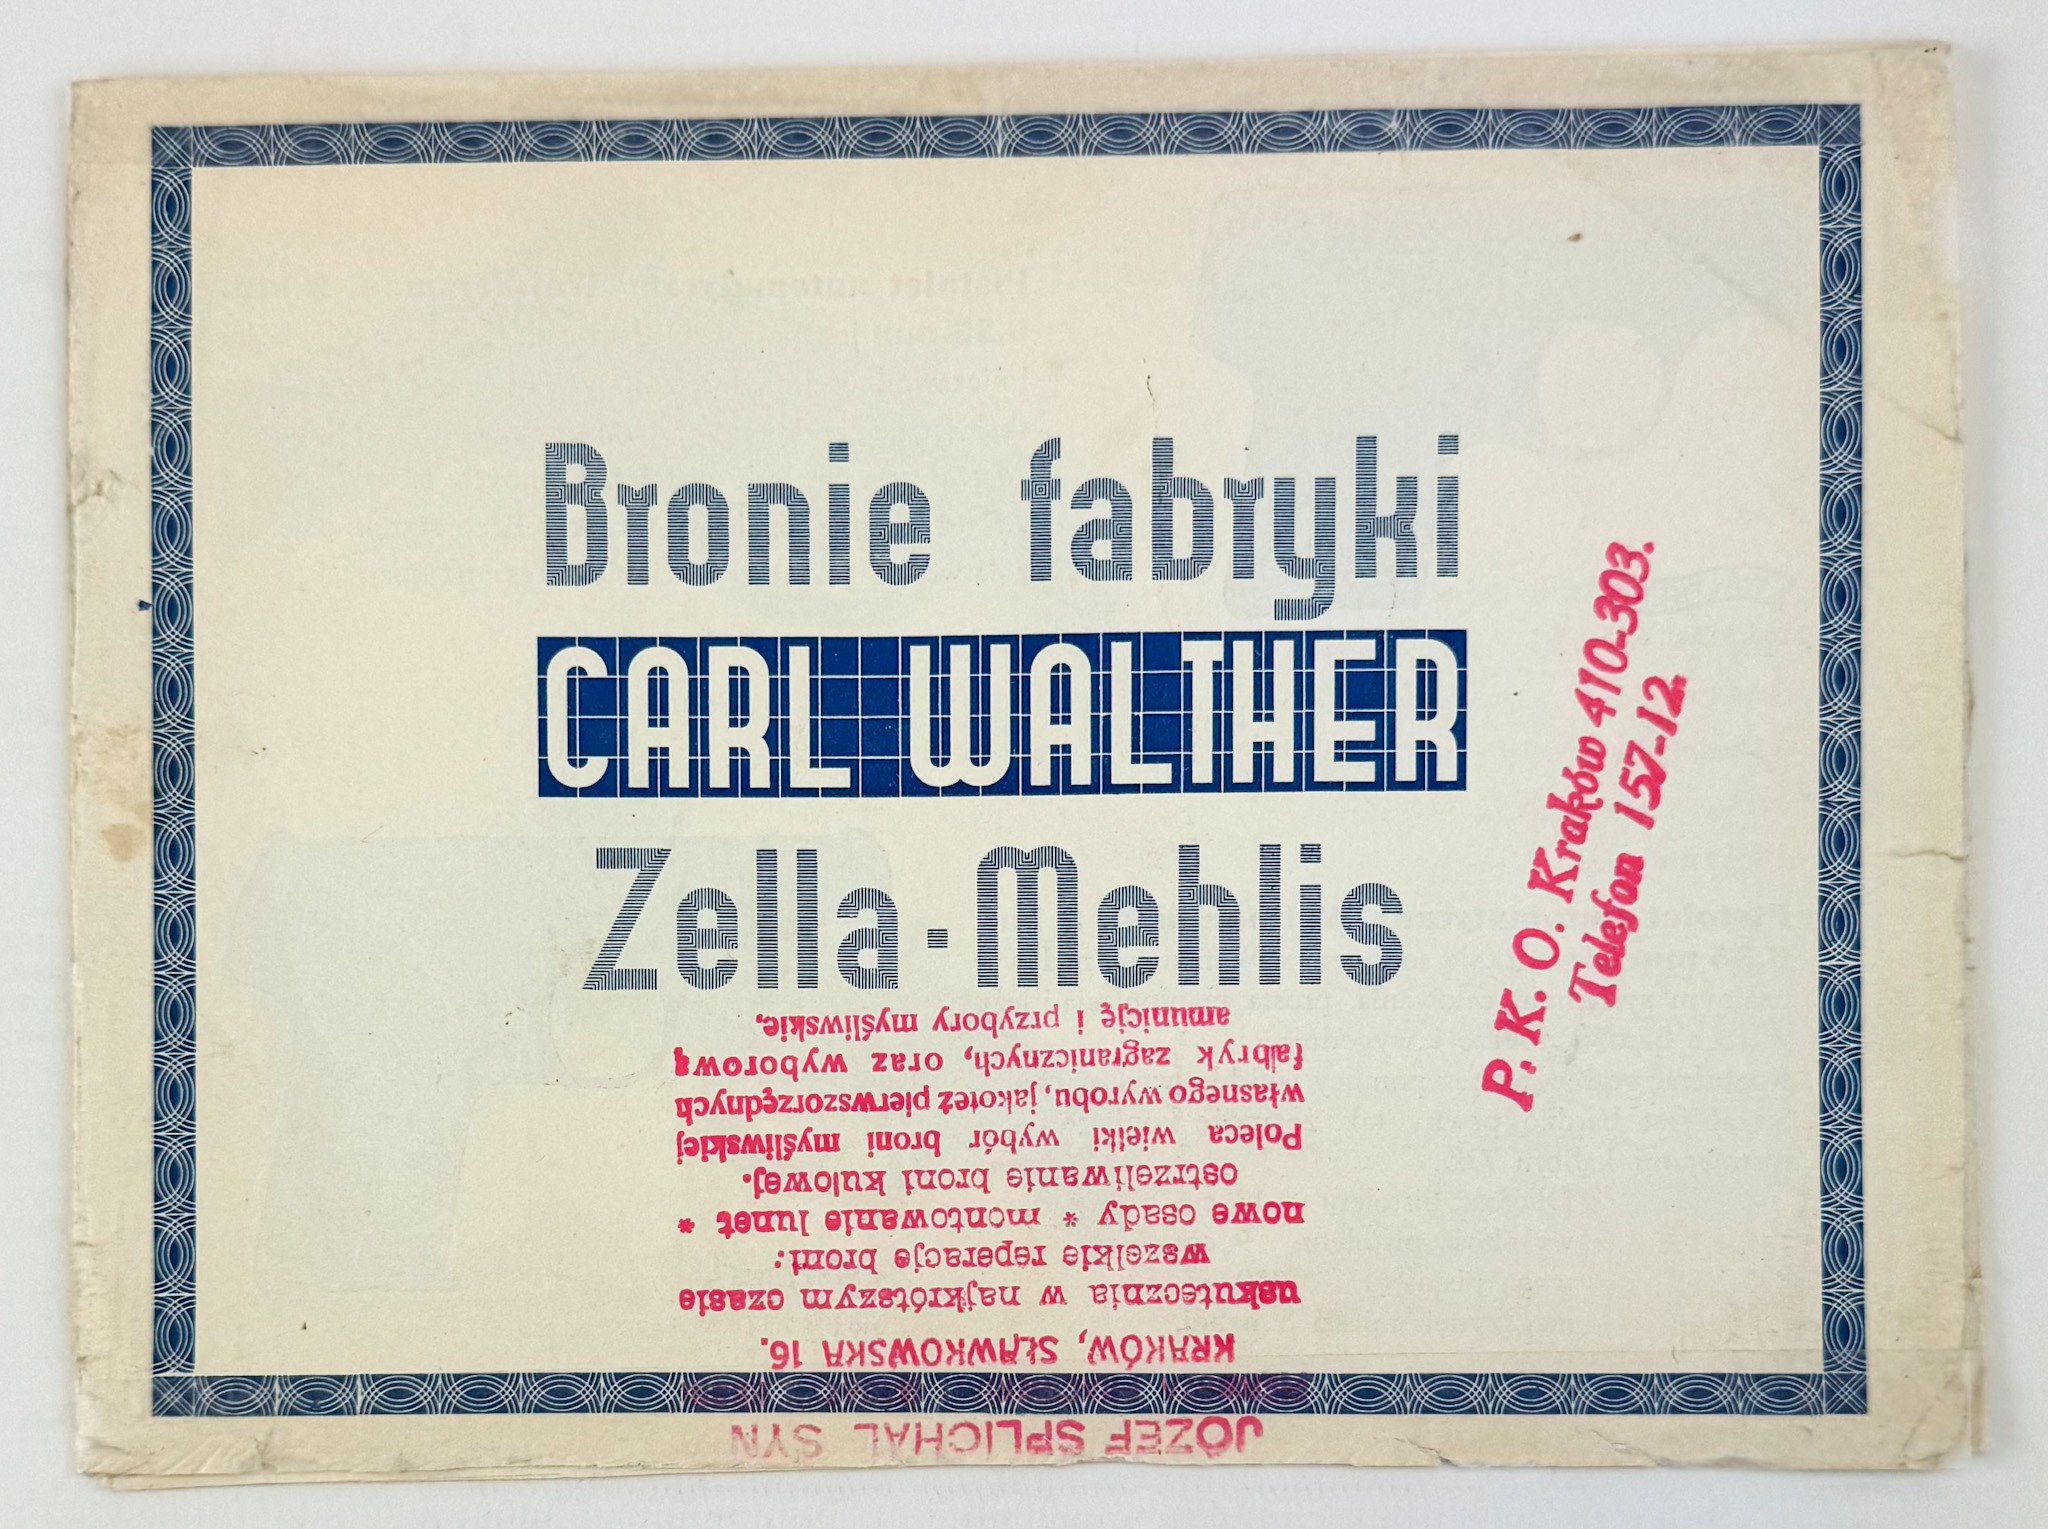 Bronie fabryki
CARL WALTHER
Zella-Mehlis
P. K. O. Kraków 410-303.
Telefon 157-12.
JÓZEF SPLICHAL SYN
KRAKÓW, SŁAWKOWSKA 16.
uskutecznia w najkrótszym czasie
wszelkie reperacje broni:
nowe osady * montowanie lunet *
ostrzeliwanie broni kulowej.
Poleca wielki wybór broni myśliwskiej
własnego wyrobu, jakoteż pierwszorzędnych
fabryk zagranicznych, oraz wyborową
amunicję i przybory myśliwskie,